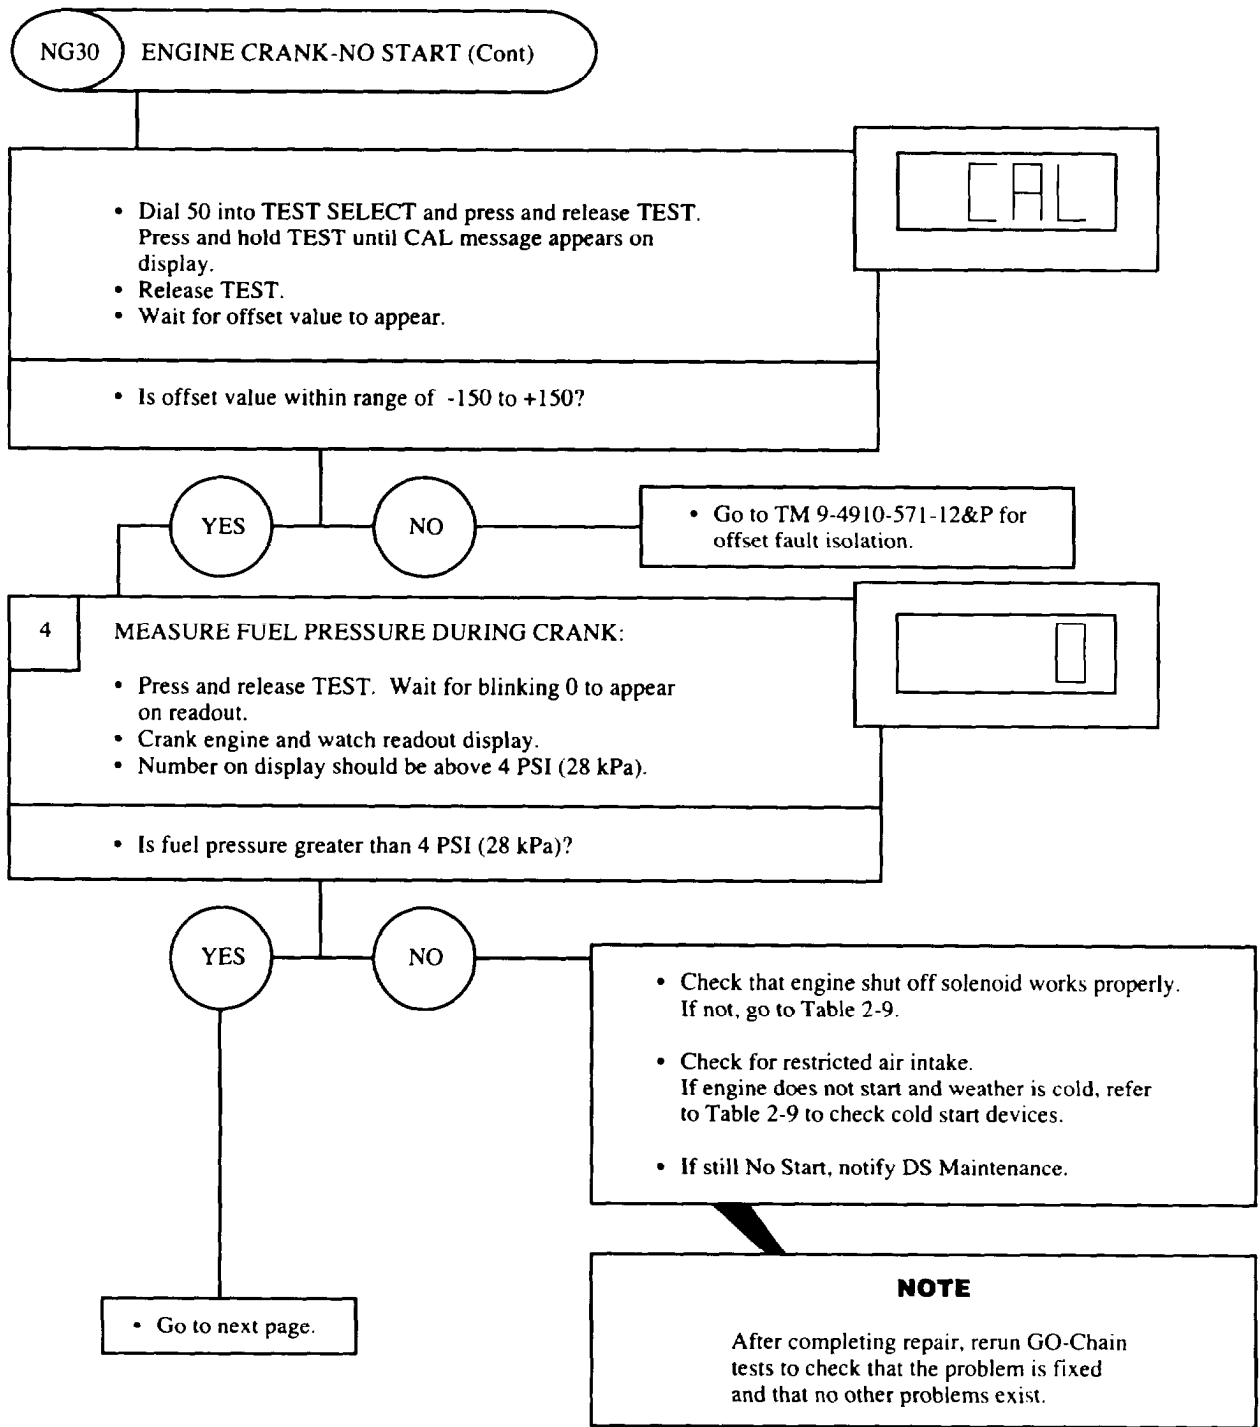 NG30 ENGINE CRANK-NO START (Cont)
• Dial 50 into TEST SELECT and press and release TEST.
Press and hold TEST until CAL message appears on
display.
• Release TEST.
• Wait for offset value to appear.
CAL
• Is offset value within range of -150 to +150?
YES
NO
• Go to TM 9-4910-571-12&P for
offset fault isolation.
4 MEASURE FUEL PRESSURE DURING CRANK:
• Press and release TEST. Wait for blinking 0 to appear
on readout.
• Crank engine and watch readout display.
• Number on display should be above 4 PSI (28 kPa).
0
• Is fuel pressure greater than 4 PSI (28 kPa)?
YES
NO
• Check that engine shut off solenoid works properly.
If not, go to Table 2-9.
• Check for restricted air intake.
If engine does not start and weather is cold, refer
to Table 2-9 to check cold start devices.
• If still No Start, notify DS Maintenance.
• Go to next page.
NOTE
After completing repair, rerun GO-Chain
tests to check that the problem is fixed
and that no other problems exist.